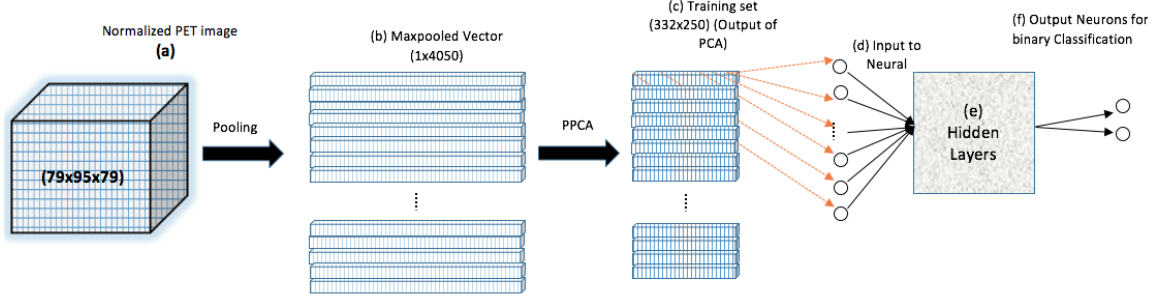 Normalized PET image
(a)
(79x95x79)
Pooling
(b) Maxpooled Vector
(1x4050)
PPCA
(c) Training set
(332x250) (Output of
PCA)
(d) Input to
Neural
(e)
Hidden
Layers
(f) Output Neurons for
binary Classification